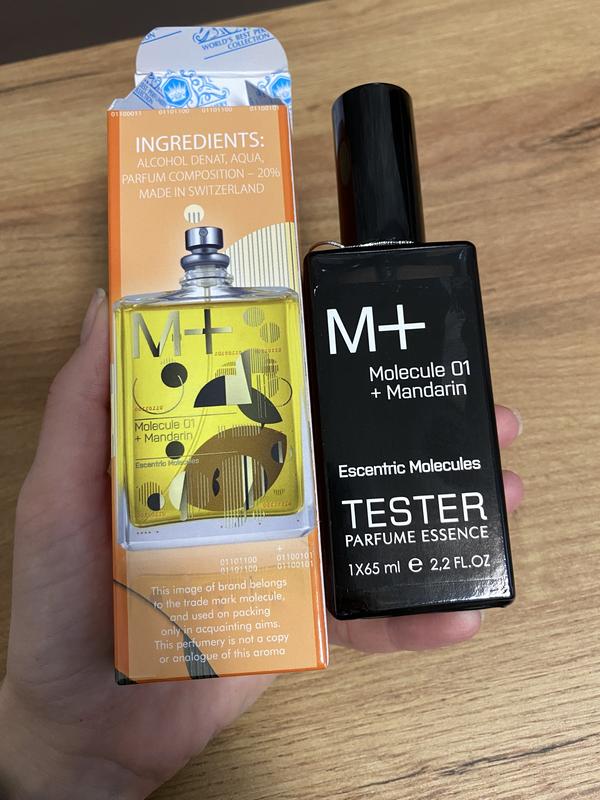 WORLD'S BEST PE
COLLECTION
01100011 01101100 01101100 0110010
INGREDIENTS:
ALCOHOL DENAT, AQUA,
PARFUM COMPOSITION – 20%
MADE IN SWITZERLAND
M+
Molecule 01
+ Mandarin
Escentric Molecules
01101100
01101100
+
01100101
01100101
This image of brand belongs
to the trade mark molecule,
and used on packing
only in acquainting aims.
This perfumery is not a copy
or analogue of this aroma
M+
Molecule 01
+ Mandarin
Escentric Molecules
TESTER
PARFUME ESSENCE
1X65 ml e 2,2 FL.OZ